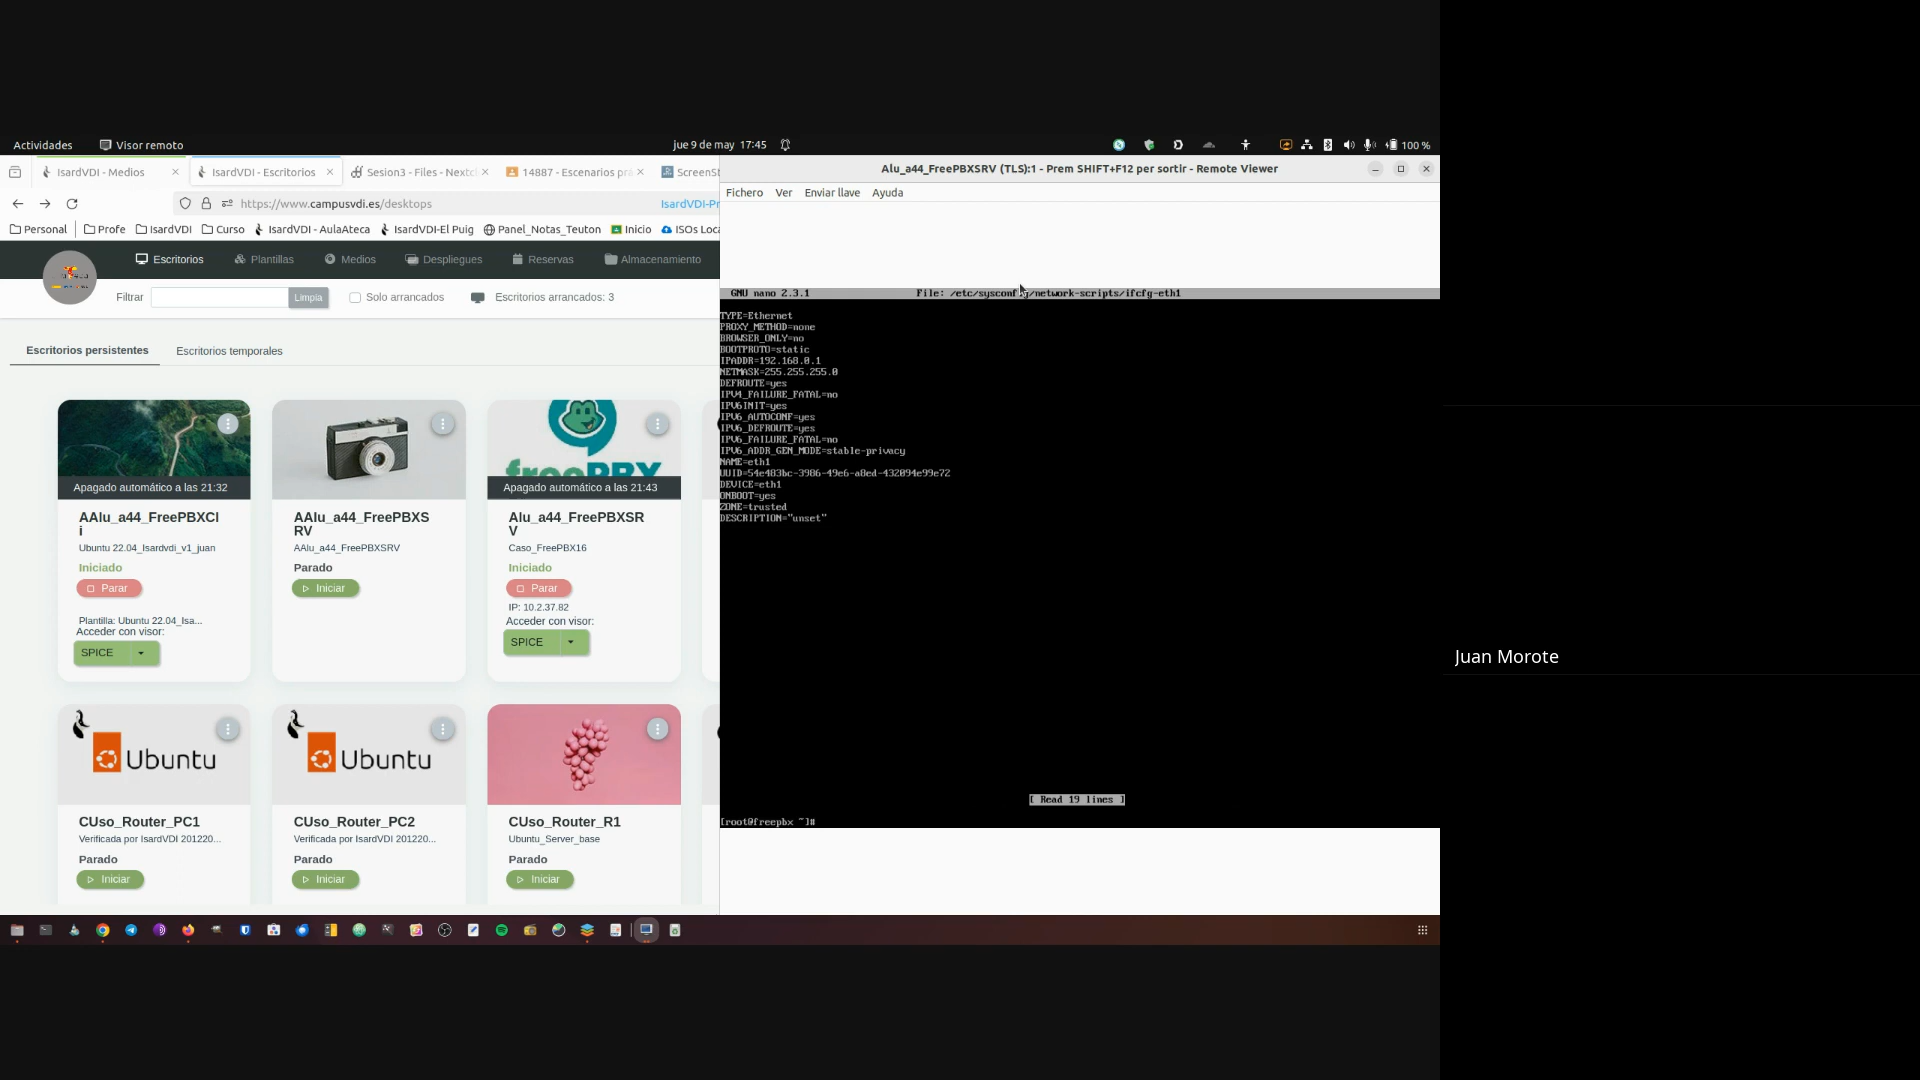 Actividades
Visor remoto
jue 9 de may 17:45
100 %
IsardVDI - Medios
IsardVDI - Escritorios
Sesion3 - Files - Nextcl
14887 - Escenarios prá
ScreenSh
https://www.campusvdi.es/desktops
IsardVDI-Pr
Personal
Profe
IsardVDI
Curso
IsardVDI - AulaAteca
IsardVDI-El Puig
Panel_Notas_Teuton
Inicio
ISOs Loca
Escritorios
Plantillas
Medios
Despliegues
Reservas
Almacenamiento
Filtrar
Limpia
Solo arrancados
Escritorios arrancados: 3
Escritorios persistentes
Escritorios temporales
Apagado automático a las 21:32
AAlu_a44_FreePBXCl
i
Ubuntu 22.04_Isardvdi_v1_juan
Iniciado
Parar
Plantilla: Ubuntu 22.04_Isa...
Acceder con visor:
SPICE
AAlu_a44_FreePBXS
RV
AAlu_a44_FreePBXSRV
Parado
Iniciar
freePBX
Apagado automático a las 21:43
Alu_a44_FreePBXSR
V
Caso_FreePBX16
Iniciado
Parar
IP: 10.2.37.82
Acceder con visor:
SPICE
Ubuntu
CUso_Router_PC1
Verificada por IsardVDI 201220...
Parado
Iniciar
Ubuntu
CUso_Router_PC2
Verificada por IsardVDI 201220...
Parado
Iniciar
CUso_Router_R1
Ubuntu_Server_base
Parado
Iniciar
Alu_a44_FreePBXSRV (TLS):1 - Prem SHIFT+F12 per sortir - Remote Viewer
Fichero
Ver
Enviar llave
Ayuda
GNU nano 2.3.1
File: /etc/sysconfig/network-scripts/ifcfg-eth1
TYPE=Ethernet
PROXY_METHOD=none
BROWSER_ONLY=no
BOOTPROTO=static
IPADDR=192.168.0.1
NETMASK=255.255.255.0
DEFROUTE=yes
IPV4_FAILURE_FATAL=no
IPV6INIT=yes
IPV6_AUTOCONF=yes
IPV6_DEFROUTE=yes
IPV6_FAILURE_FATAL=no
IPV6_ADDR_GEN_MODE=stable-privacy
NAME=eth1
UUID=54e483bc-3986-49e6-a8ed-432094e99e72
DEVICE=eth1
ONBOOT=yes
ZONE=trusted
DESCRIPTION="unset"
[ Read 19 lines ]
[root@freepbx ~]#
Juan Morote